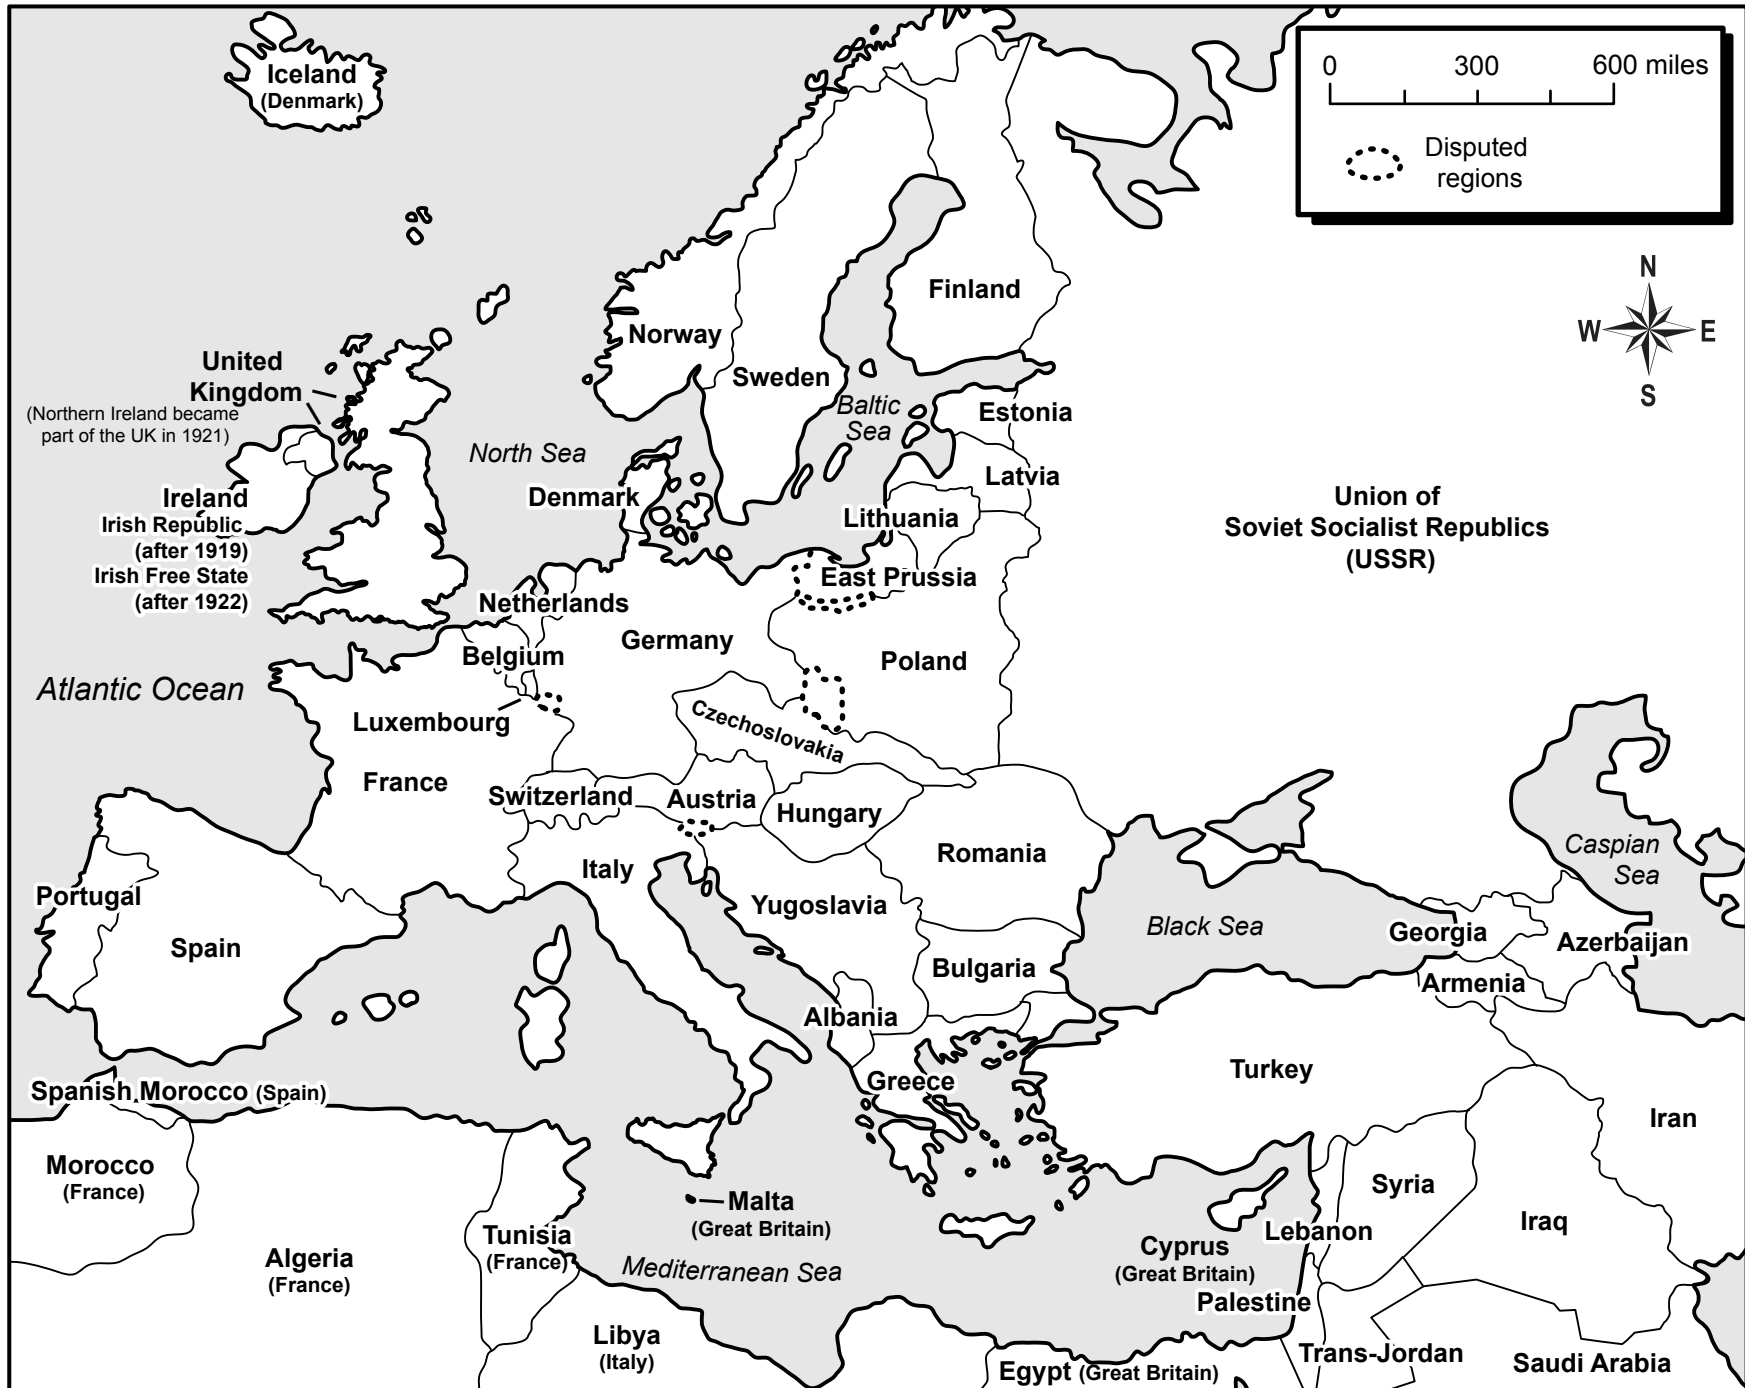 Iceland
(Denmark)
0 300 600 miles
Disputed
regions
N
W E
S
Finland
Norway
Sweden
United
Kingdom
(Northern Ireland became
part of the UK in 1921)
Baltic
Sea
Estonia
North Sea
Latvia
Ireland
Irish Republic
(after 1919)
Irish Free State
(after 1922)
Denmark
Lithuania
Union of
Soviet Socialist Republics
(USSR)
East Prussia
Netherlands
Germany
Belgium
Poland
Atlantic Ocean
Luxembourg
Czechoslovakia
France
Switzerland
Austria
Hungary
Romania
Caspian
Sea
Italy
Portugal
Yugoslavia
Spain
Black Sea
Georgia
Azerbaijan
Bulgaria
Armenia
Albania
Turkey
Greece
Spanish Morocco (Spain)
Iran
Morocco
(France)
Syria
Malta
(Great Britain)
Iraq
Tunisia
(France)
Lebanon
Algeria
(France)
Cyprus
(Great Britain)
Mediterranean Sea
Palestine
Libya
(Italy)
Trans-Jordan
Saudi Arabia
Egypt (Great Britain)